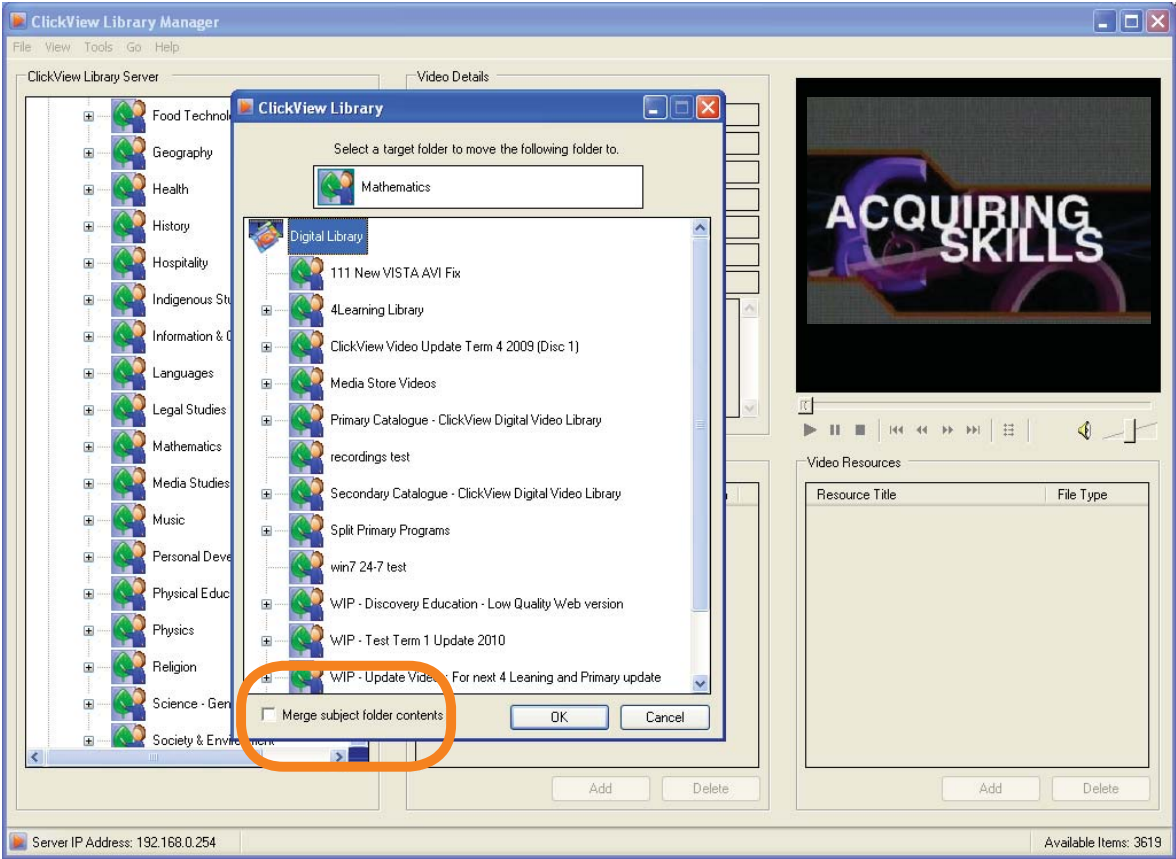 ClickView Library Manager
File View Tools Go Help
ClickView Library Server
Food Technol
Geography
Health
History
Hospitality
Indigenous Stu
Information &
Languages
Legal Studies
Mathematics
Media Studies
Music
Personal Deve
Physical Educ
Physics
Religion
Science - Gen
Society & Environment
Video Details
ClickView Library
Select a target folder to move the following folder to.
Mathematics
Digital Library
111 New VISTA AVI Fix
4Learning Library
ClickView Video Update Term 4 2009 (Disc 1)
Media Store Videos
Primary Catalogue - ClickView Digital Video Library
recordings test
Secondary Catalogue - ClickView Digital Video Library
Split Primary Programs
win7 24-7 test
WIP - Discovery Education - Low Quality Web version
WIP - Test Term 1 Update 2010
WIP - Update Videos For next 4 Leaning and Primary update
Merge subject folder contents
OK Cancel
Add Delete
ACQUIRING
SKILLS
Video Resources
Resource Title File Type
Add Delete
Server IP Address: 192.168.0.254
Available Items: 3619